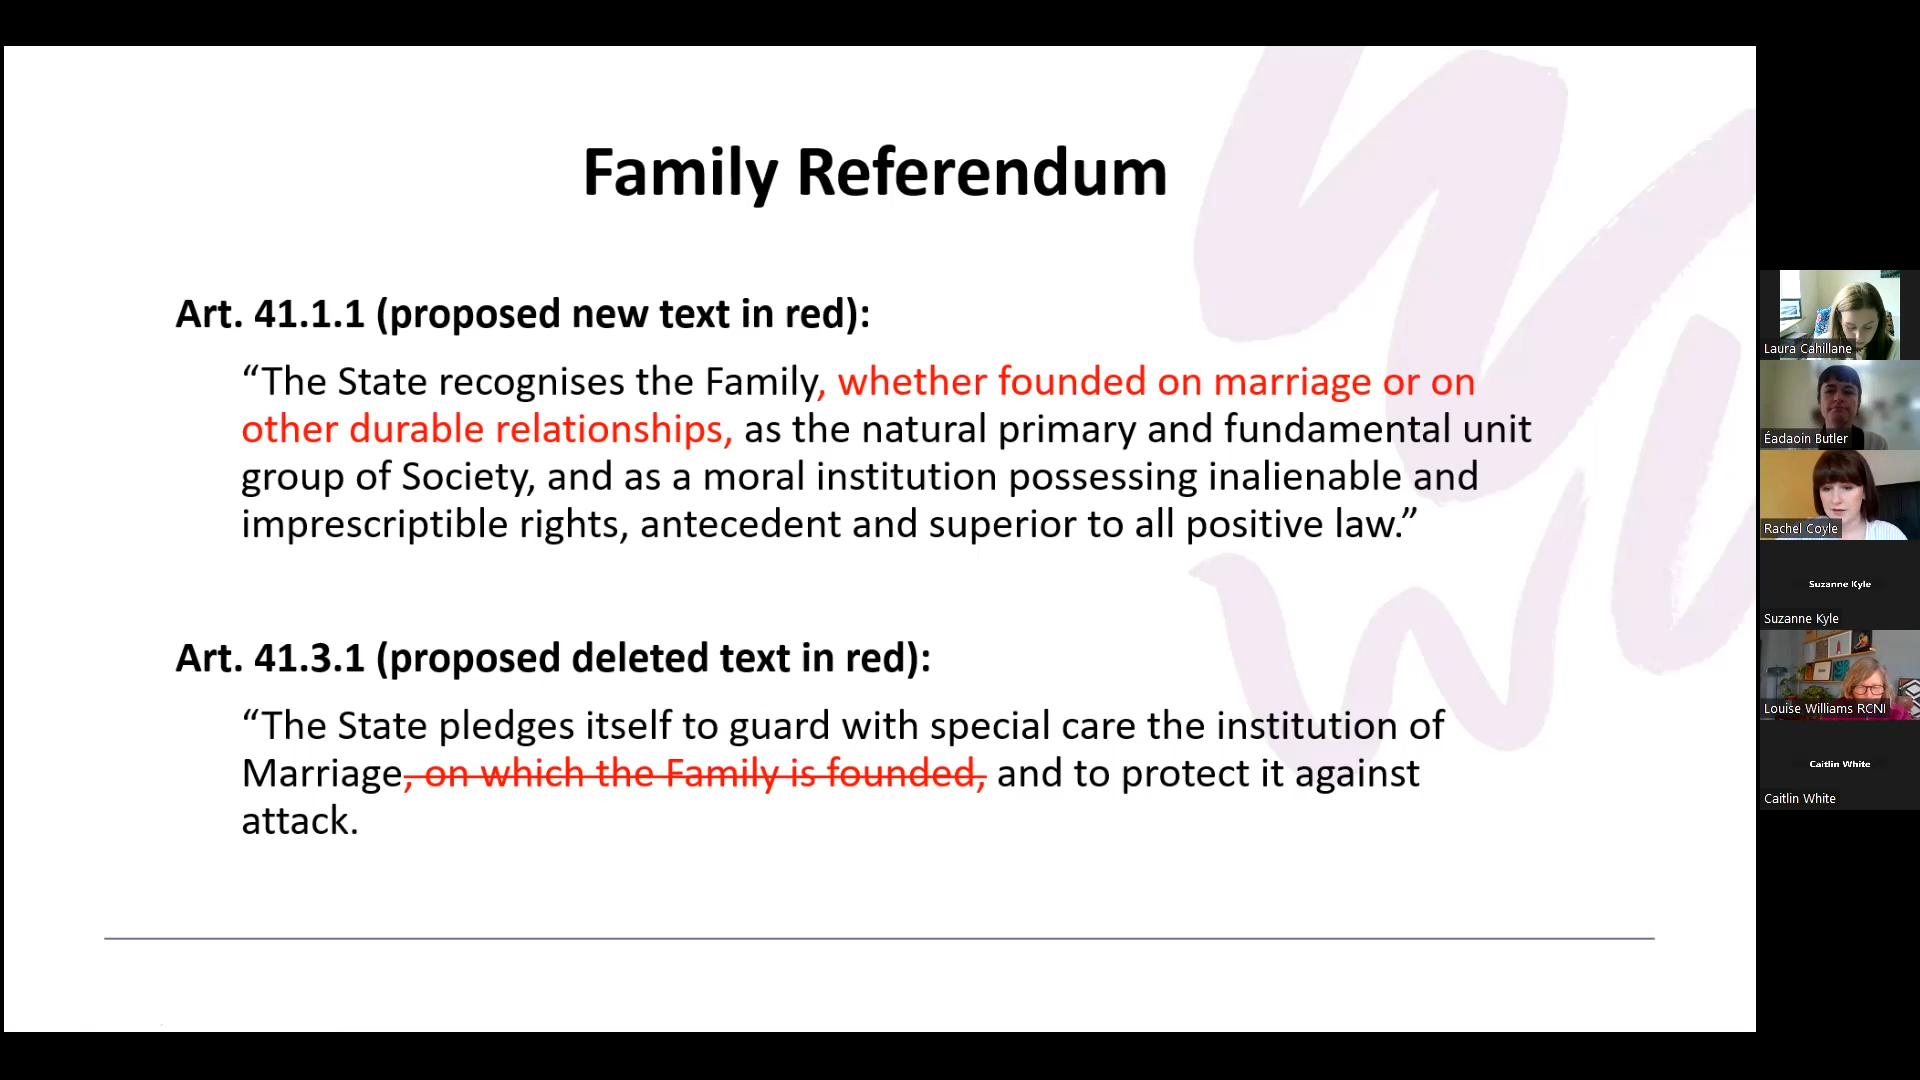 Family Referendum
Art. 41.1.1 (proposed new text in red):
“The State recognises the Family, whether founded on marriage or on
other durable relationships, as the natural primary and fundamental unit
group of Society, and as a moral institution possessing inalienable and
imprescriptible rights, antecedent and superior to all positive law.”
Art. 41.3.1 (proposed deleted text in red):
“The State pledges itself to guard with special care the institution of
Marriage, on which the Family is founded, and to protect it against
attack.
Laura Cahillane
Éadaoin Butler
Rachel Coyle
Suzanne Kyle
Suzanne Kyle
Louise Williams RCNI
Caitlin White
Caitlin White